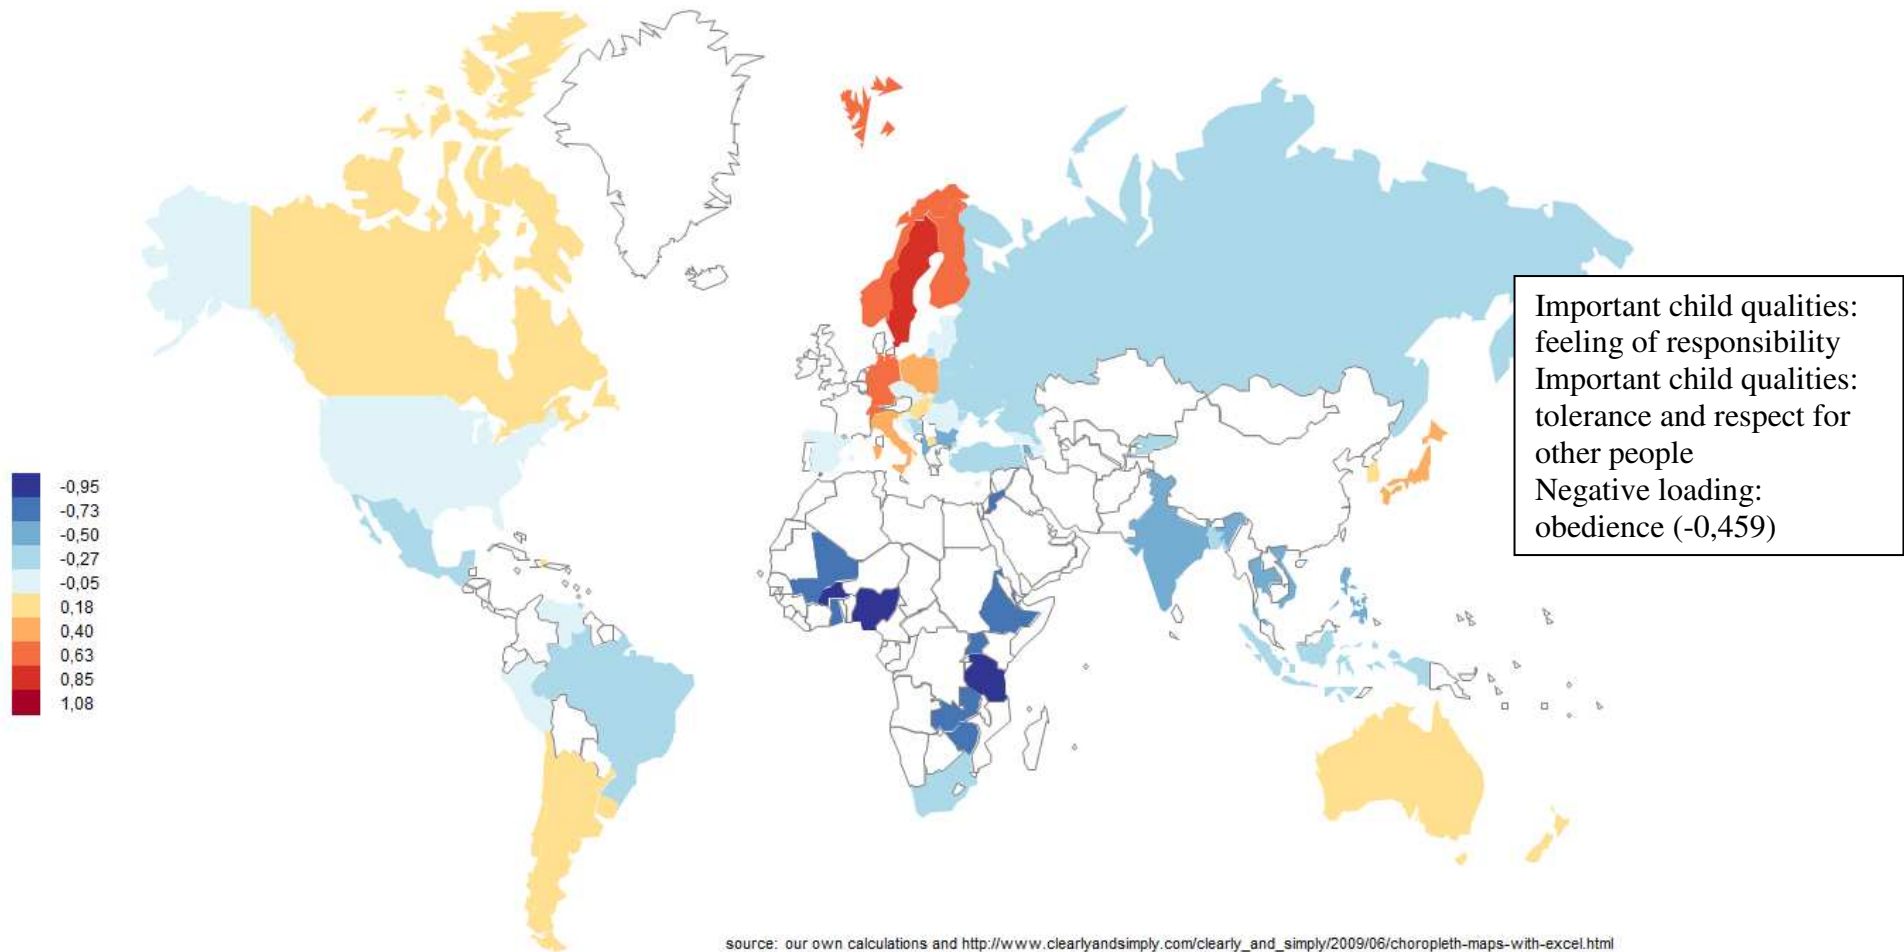 Important child qualities:
feeling of responsibility
Important child qualities:
tolerance and respect for
other people
Negative loading:
obedience (-0,459)
-0,95
-0,73
-0,50
-0,27
-0,05
0,18
0,40
0,63
0,85
1,08
source: our own calculations and http://www.clearlyandsimply.com/clearly_and_simply/2009/06/choropleth-maps-with-excel.html